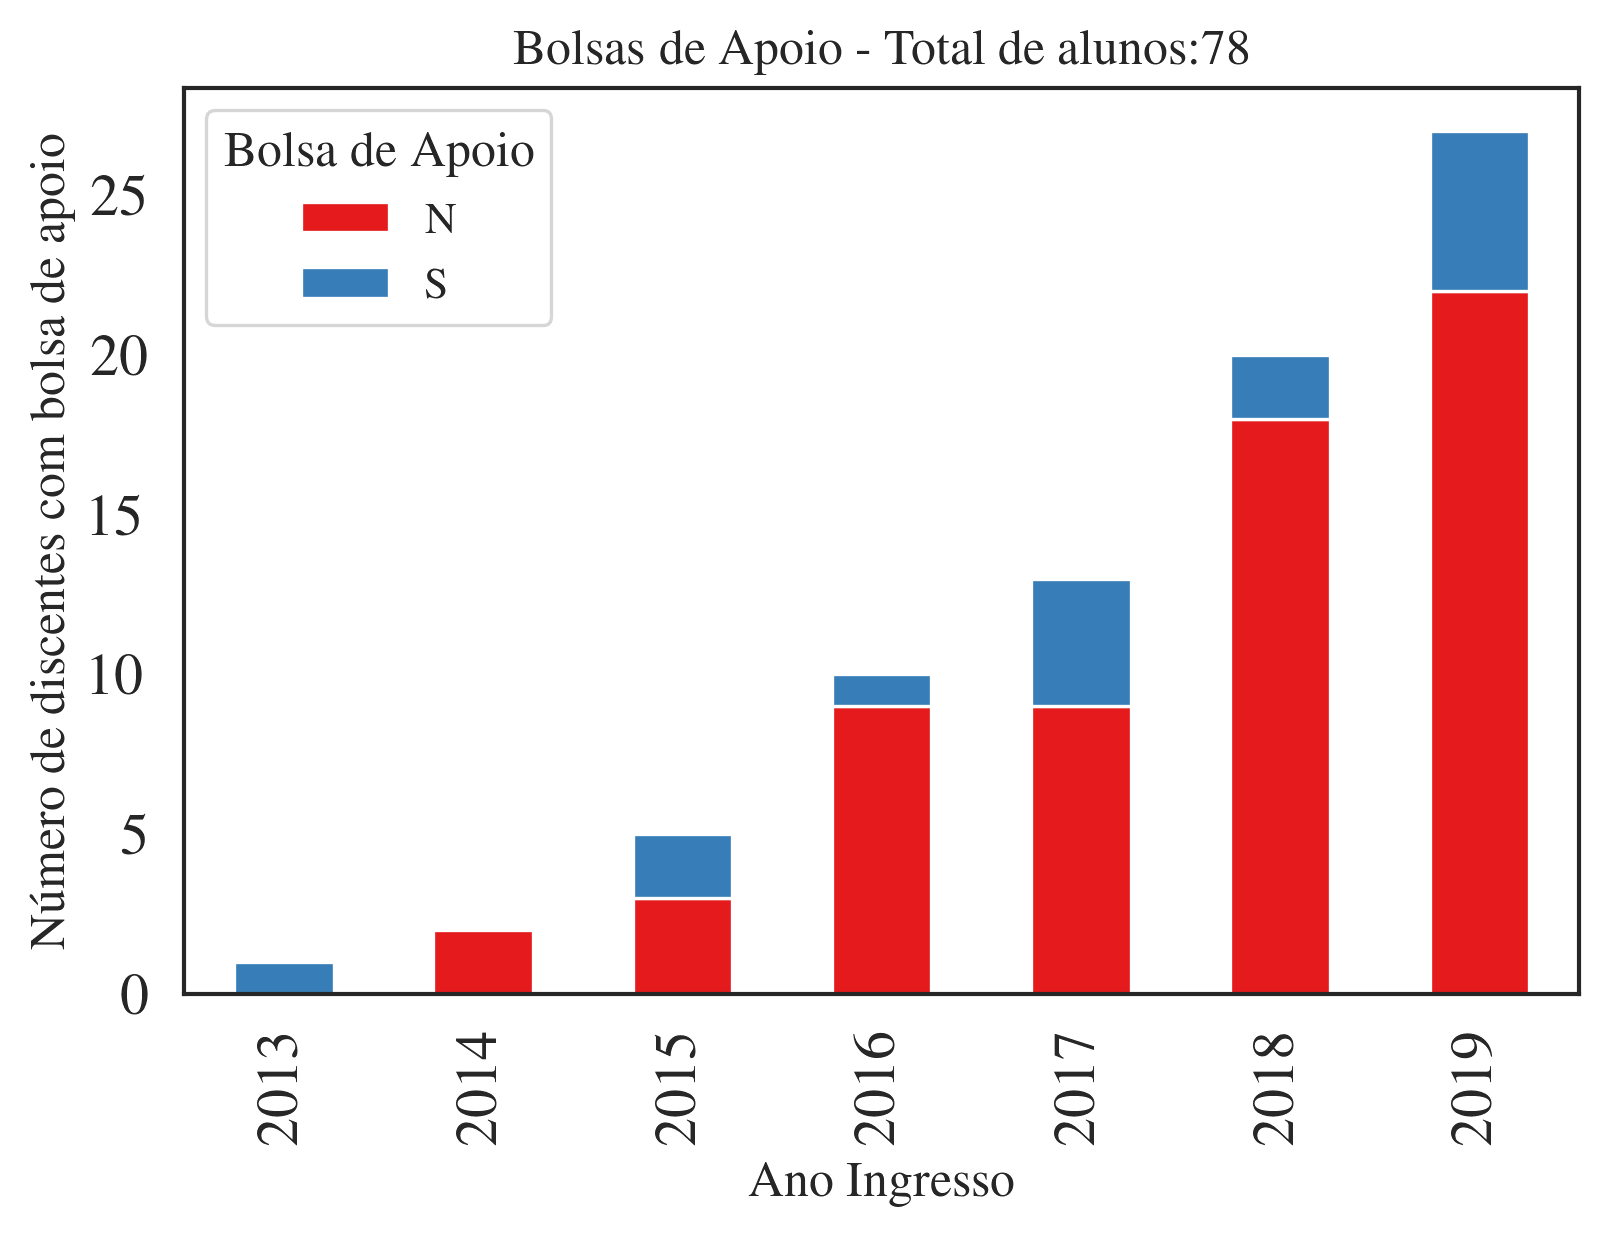 Bolsas de Apoio - Total de alunos:78
Número de discentes com bolsa de apoio
Bolsa de Apoio
N
S
25
20
15
10
5
0
2013
2014
2015
2016
2017
2018
2019
Ano Ingresso